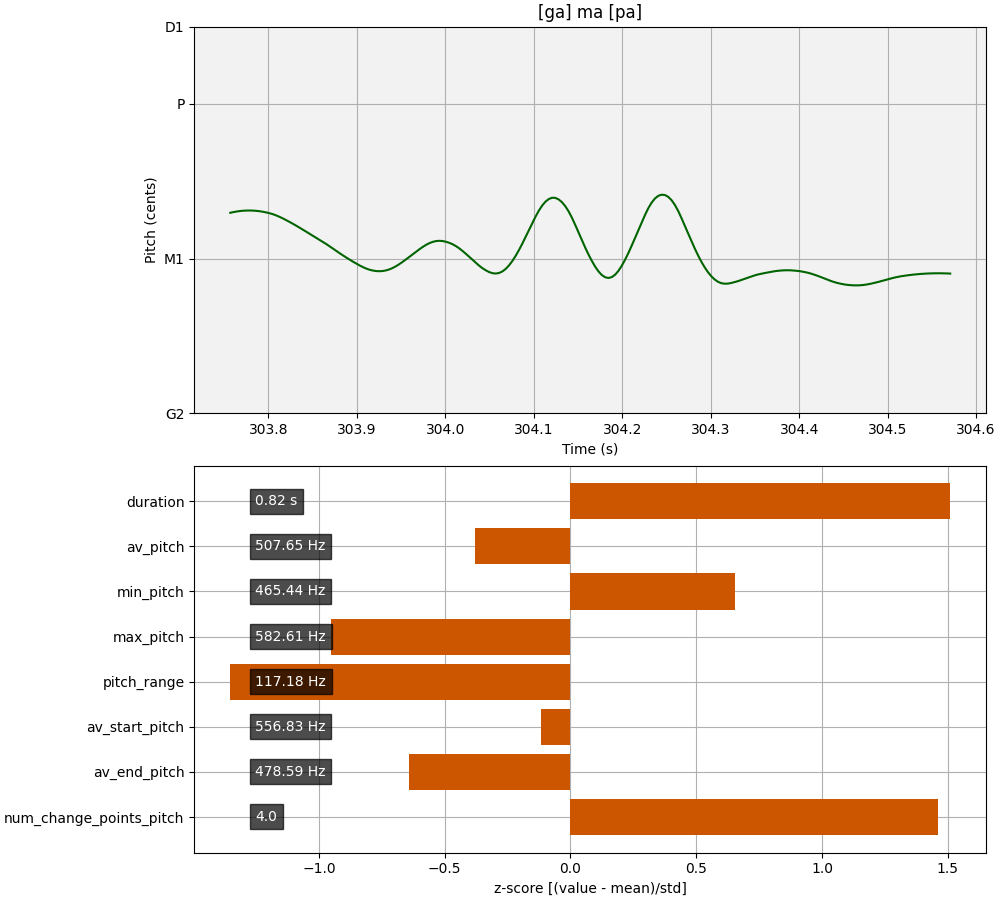 [ga] ma [pa]
D1
P
M1
G2
Pitch (cents)
303.8 303.9 304.0 304.1 304.2 304.3 304.4 304.5 304.6
Time (s)
duration 0.82 s
av_pitch 507.65 Hz
min_pitch 465.44 Hz
max_pitch 582.61 Hz
pitch_range 117.18 Hz
av_start_pitch 556.83 Hz
av_end_pitch 478.59 Hz
num_change_points_pitch 4.0
−1.0 −0.5 0.0 0.5 1.0 1.5
z-score [(value - mean)/std]